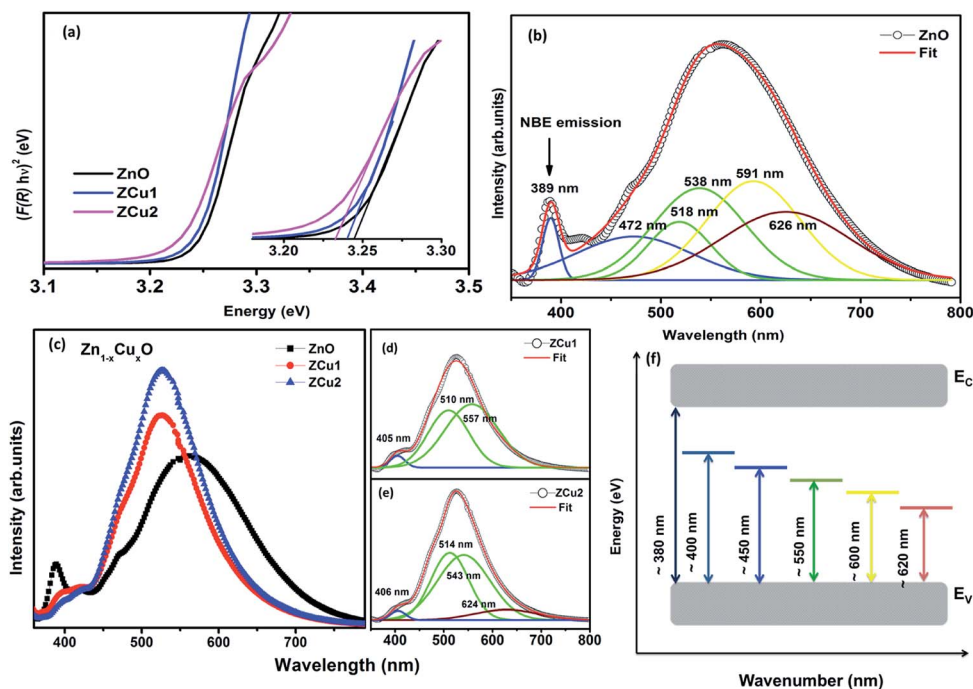 (a)
(F(R) hν)² (eV)
ZnO
ZCu1
ZCu2
3.20 3.25 3.30
3.1 3.2 3.3 3.4 3.5
Energy (eV)
(b)
ZnO
Fit
Intensity (arb.units)
NBE emission
389 nm
472 nm
518 nm
538 nm
591 nm
626 nm
400 500 600 700 800
Wavelength (nm)
(c) Zn1-xCuxO
ZnO
ZCu1
ZCu2
Intensity (arb.units)
400 500 600 700
(d)
ZCu1
Fit
405 nm
510 nm
557 nm
(e)
ZCu2
Fit
406 nm
514 nm
543 nm
624 nm
400 500 600 700 800
Wavelength (nm)
(f)
EC
Energy (eV)
~ 380 nm
~ 400 nm
~ 450 nm
~ 550 nm
~ 600 nm
~ 620 nm
EV
Wavenumber (nm)